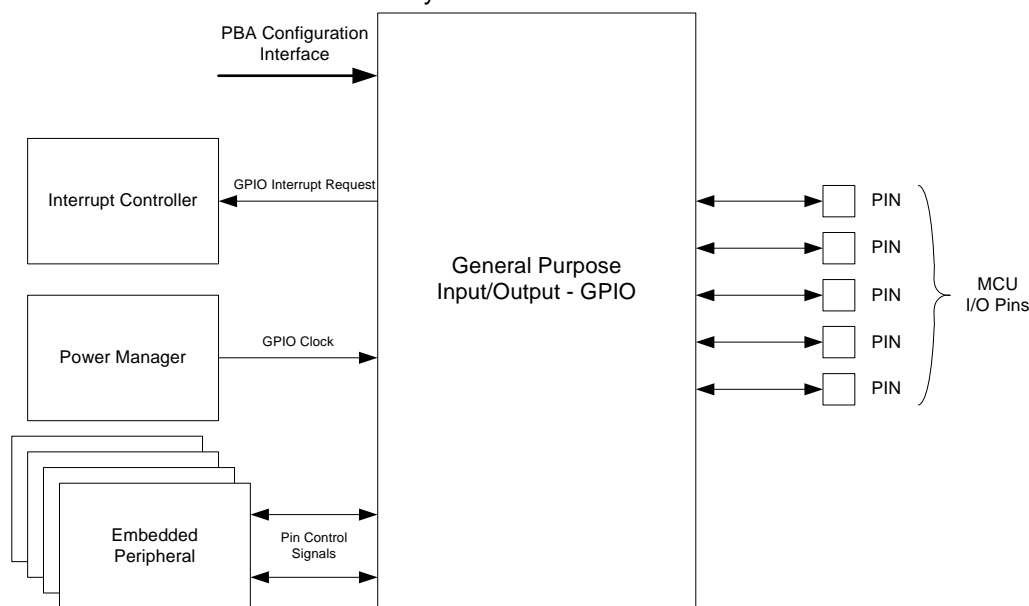 PBA Configuration
Interface
Interrupt Controller
GPIO Interrupt Request
Power Manager
GPIO Clock
Embedded
Peripheral
Pin Control
Signals
General Purpose
Input/Output - GPIO
PIN
PIN
PIN
PIN
PIN
MCU
I/O Pins